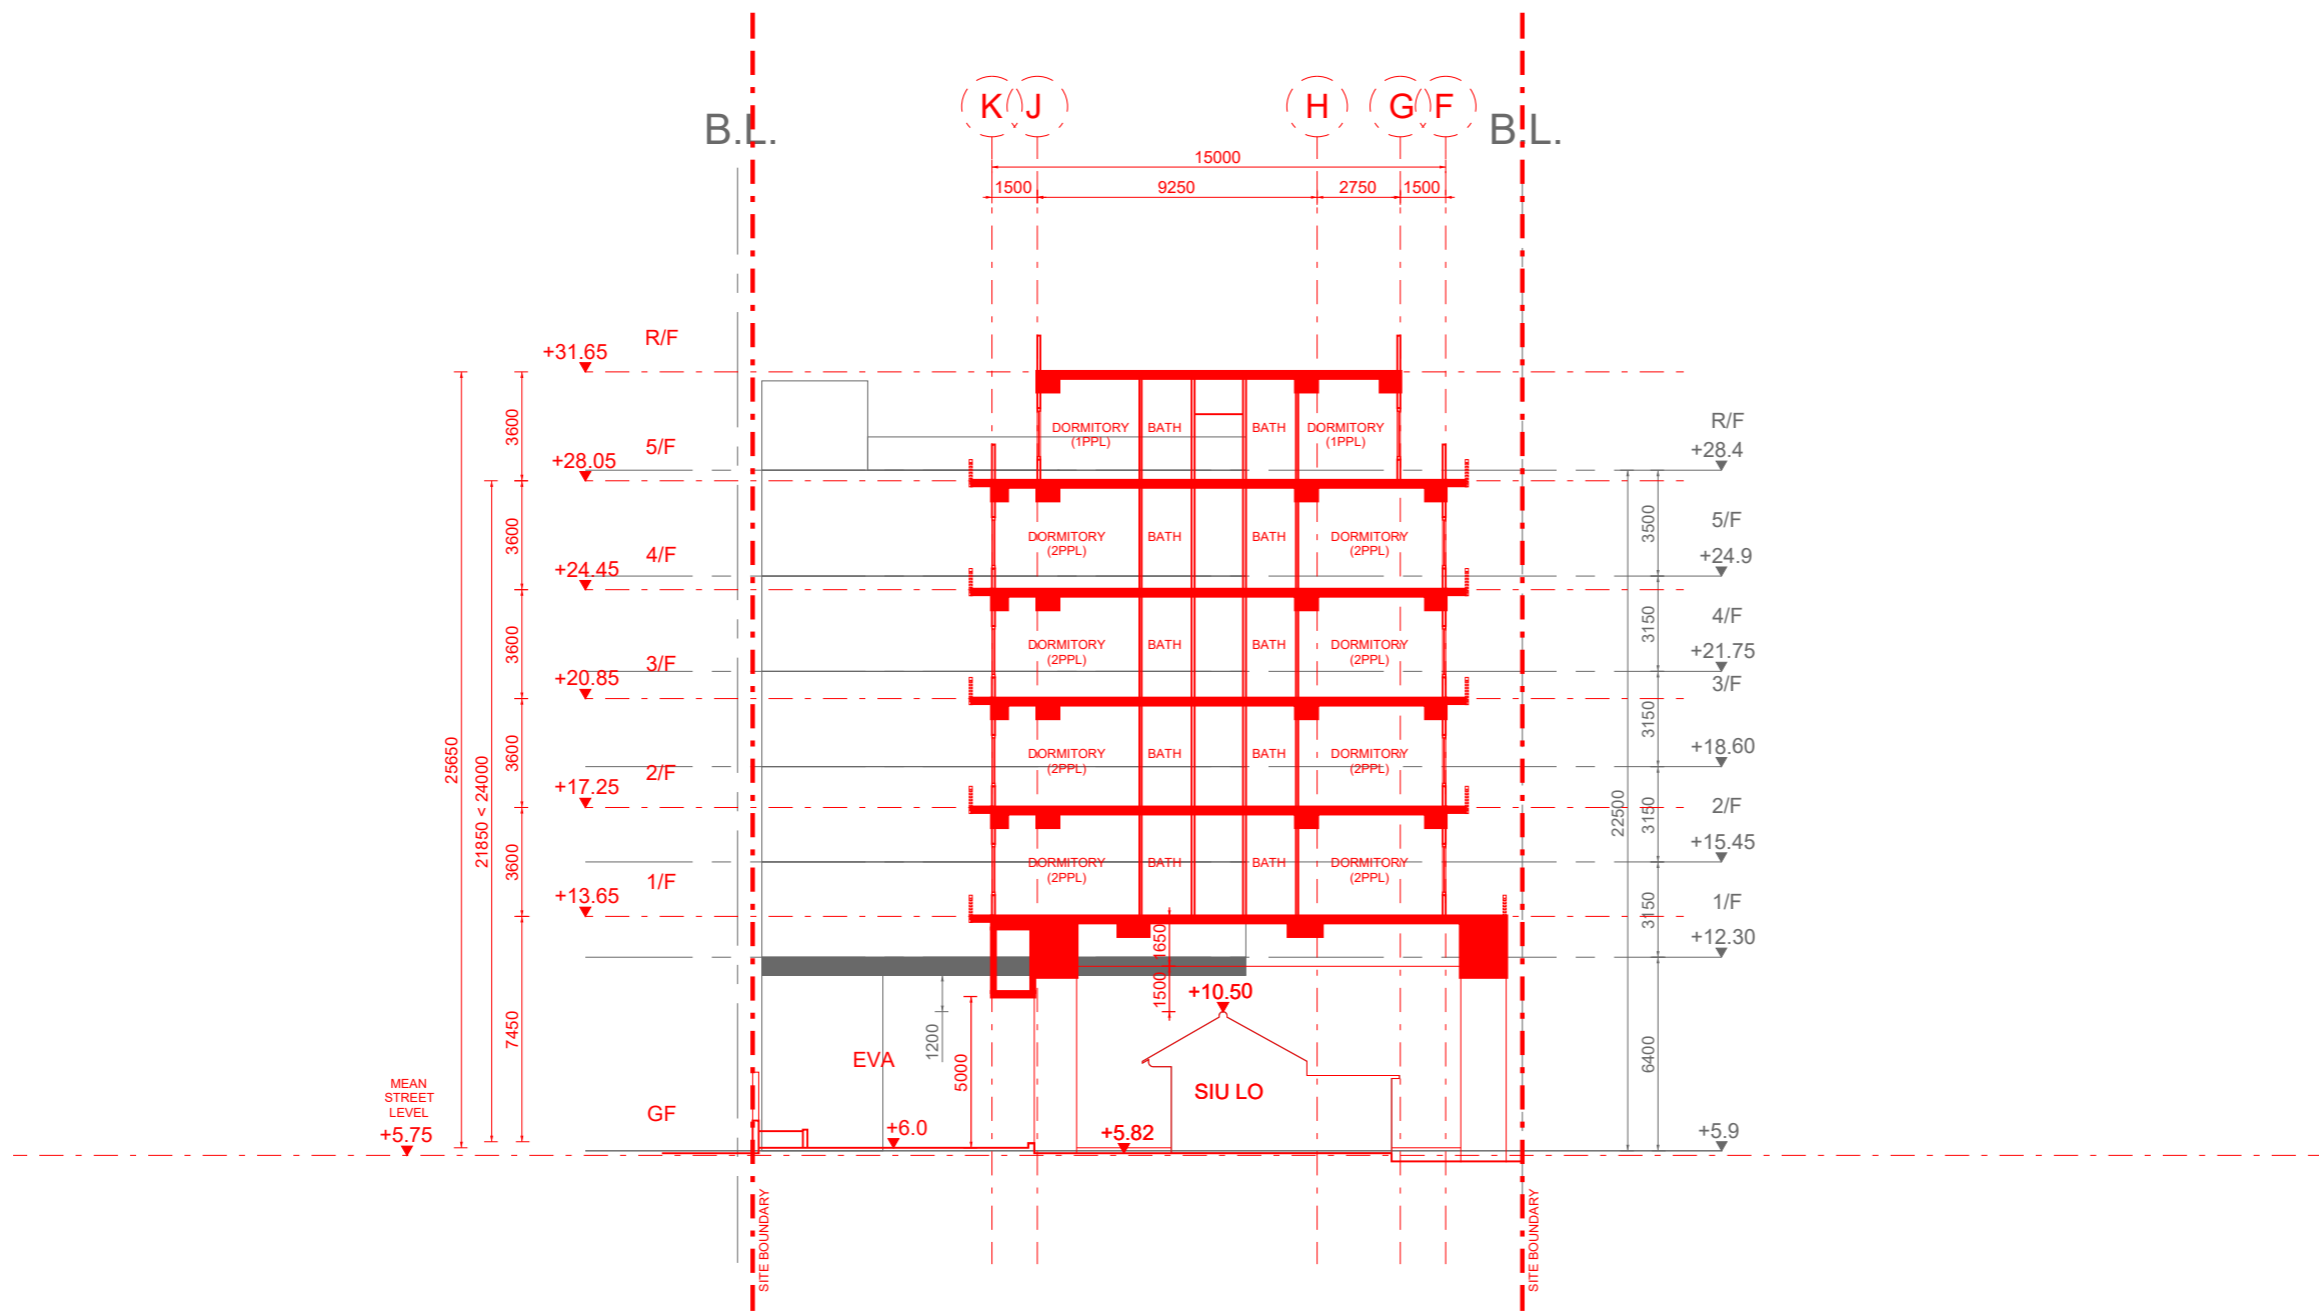 K J H G F
B.L. B.L.
15000
1500 9250 2750 1500
R/F
+31.65
3600
DORMITORY BATH BATH DORMITORY
(1PPL) (1PPL)
R/F
+28.4
5/F
+28.05
3600
DORMITORY BATH BATH DORMITORY
(2PPL) (2PPL)
3500
5/F
+24.9
4/F
+24.45
3600
DORMITORY BATH BATH DORMITORY
(2PPL) (2PPL)
3150
4/F
+21.75
3/F
+20.85
3/F
3150
+18.60
25650
21850 < 24000
3600
DORMITORY BATH BATH DORMITORY
(2PPL) (2PPL)
2/F
+17.25
22500
3150
2/F
+15.45
3600
DORMITORY BATH BATH DORMITORY
(2PPL) (2PPL)
1/F
+13.65
3150
1/F
+12.30
1650
1500
+10.50
7450
1200
EVA
5000
SIU LO
6400
MEAN
STREET
LEVEL
+5.75
GF
+6.0
+5.82
+5.9
SITE BOUNDARY
SITE BOUNDARY